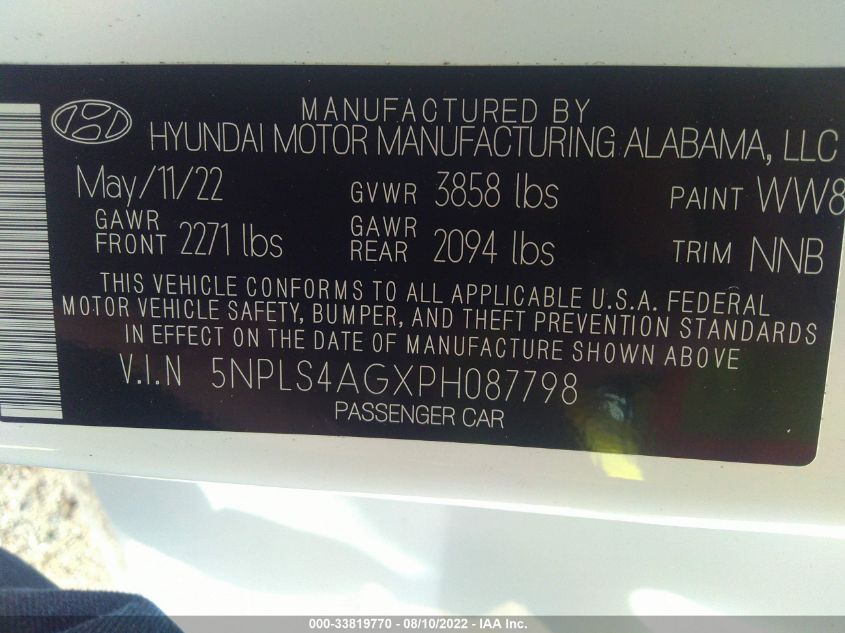 MANUFACTURED BY
HYUNDAI MOTOR MANUFACTURING ALABAMA, LLC
May/11/22 GVWR 3858 lbs PAINT WW8
GAWR FRONT 2271 lbs GAWR REAR 2094 lbs TRIM NNB
THIS VEHICLE CONFORMS TO ALL APPLICABLE U.S.A. FEDERAL
MOTOR VEHICLE SAFETY, BUMPER, AND THEFT PREVENTION STANDARDS
IN EFFECT ON THE DATE OF MANUFACTURE SHOWN ABOVE
V.I.N 5NPLS4AGXPH087798
PASSENGER CAR
000-33819770 - 08/10/2022 - IAA Inc.